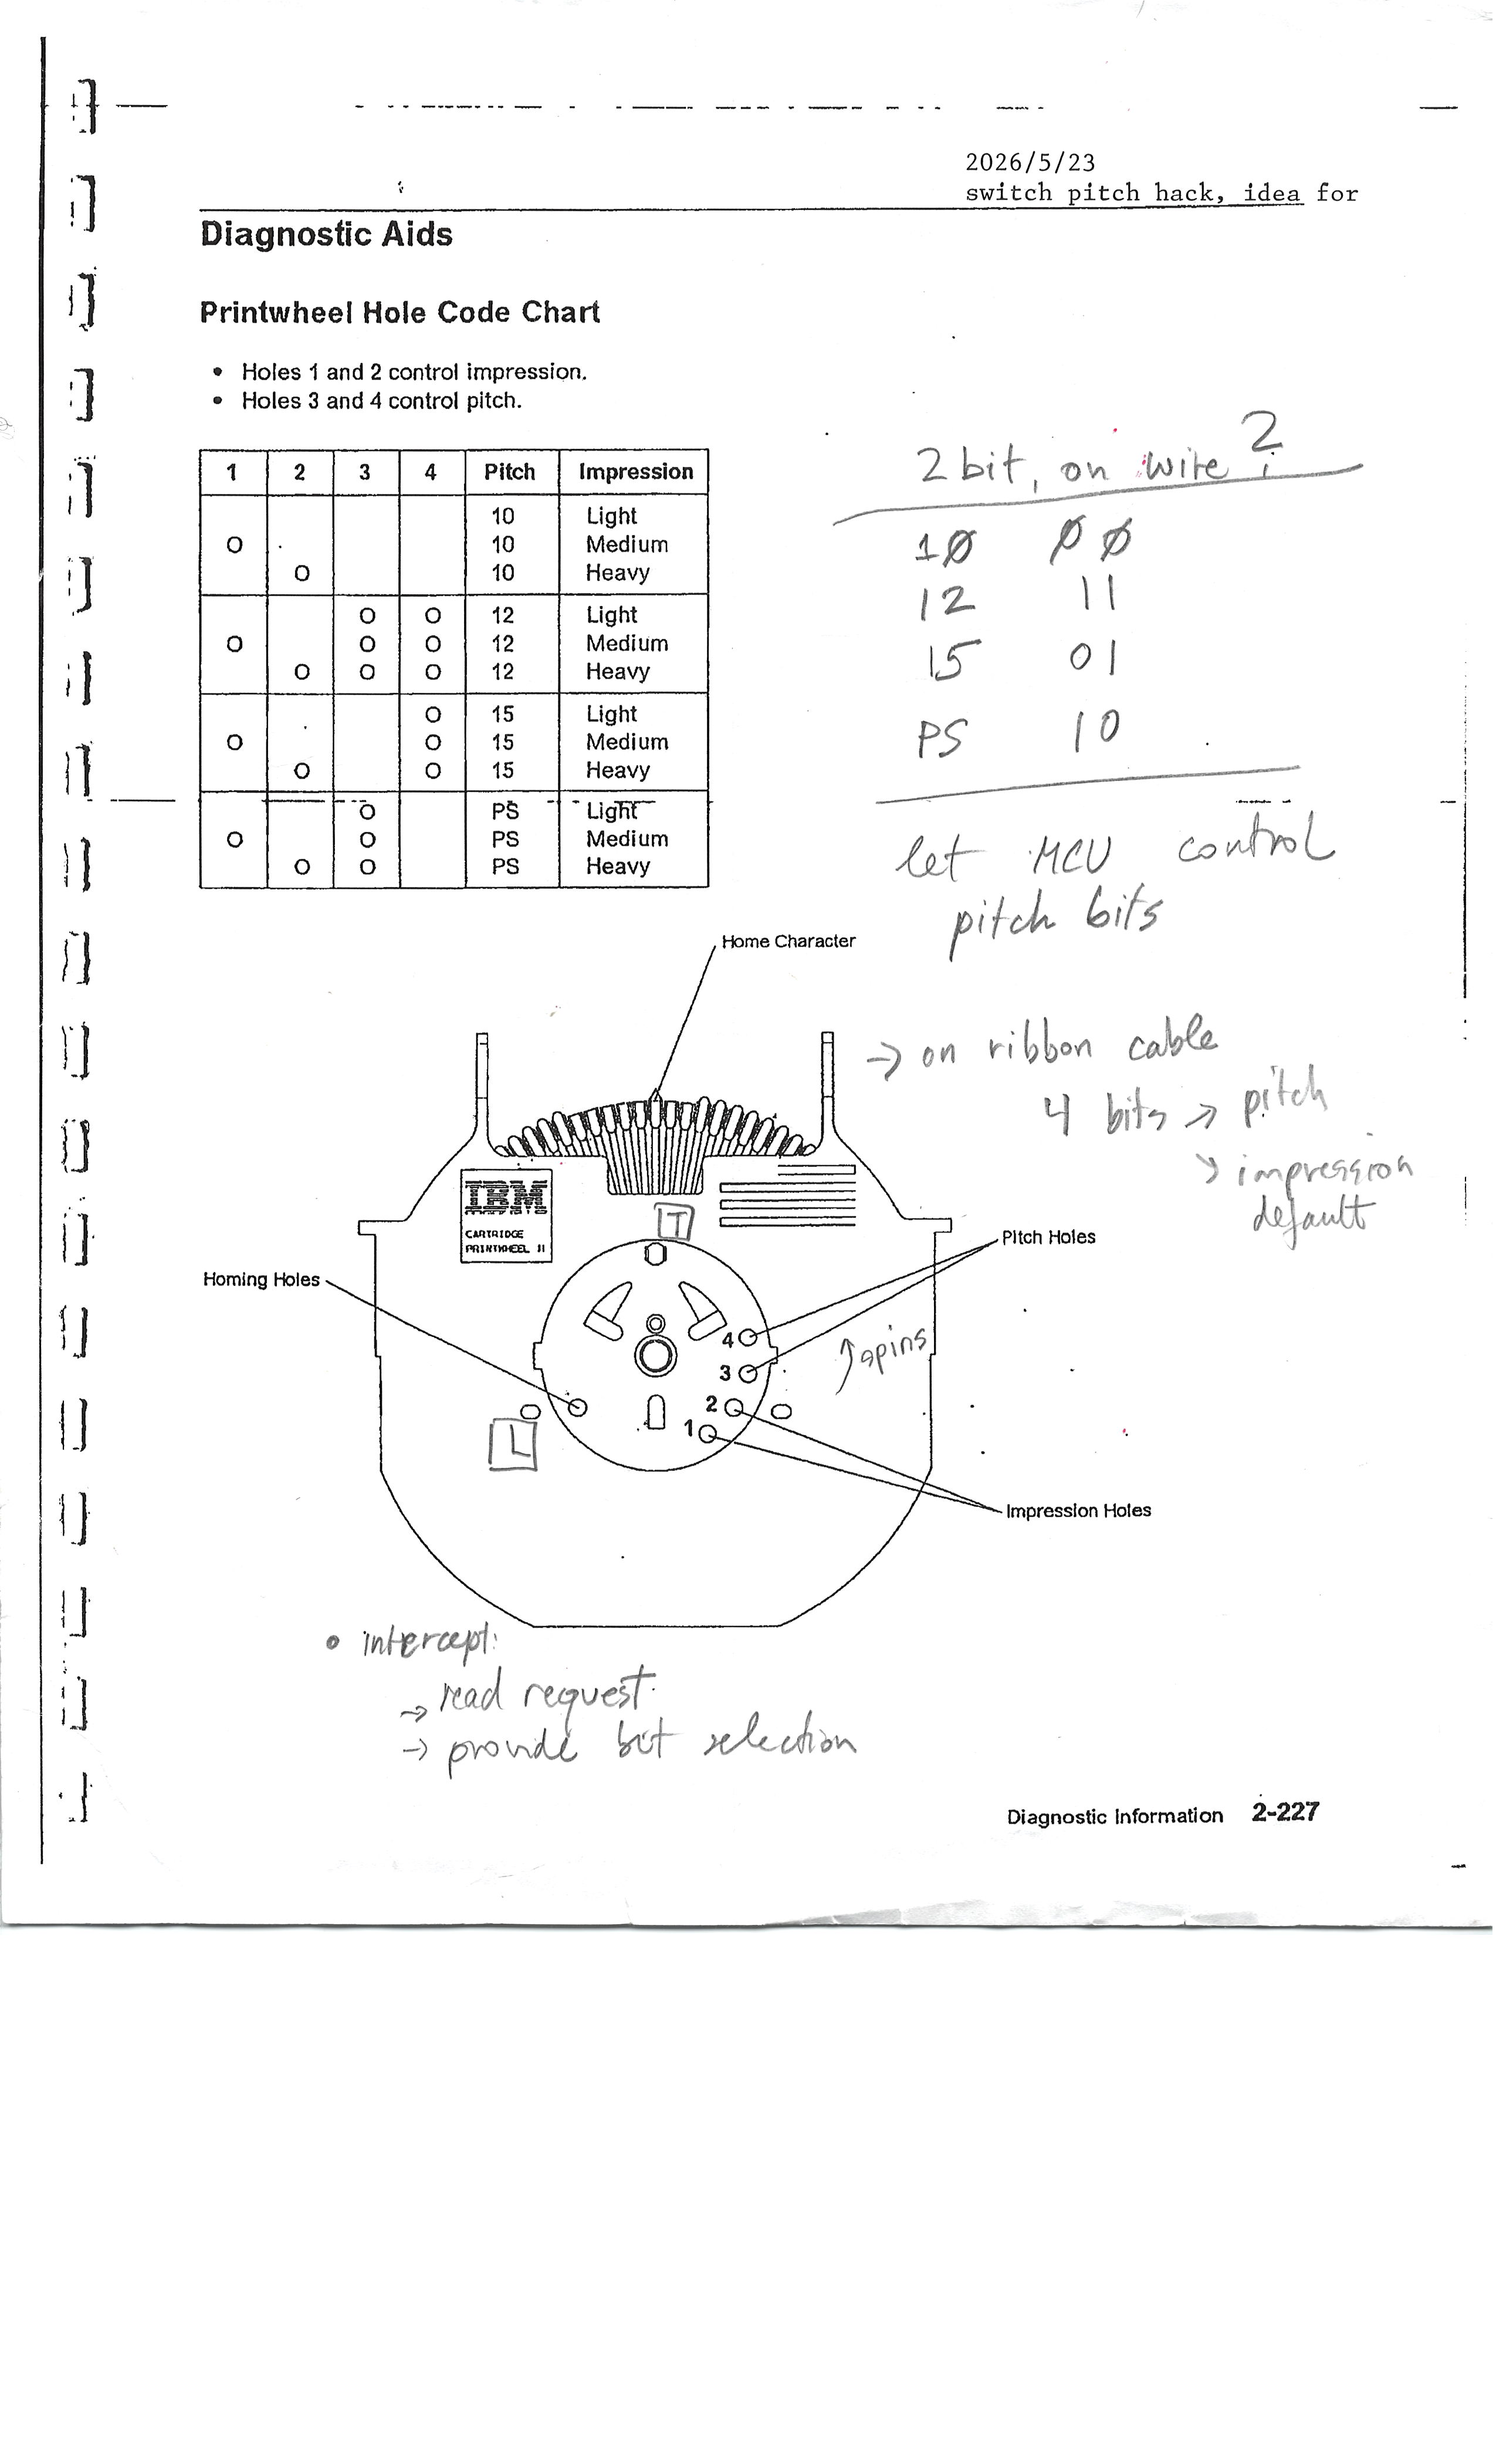 2026/5/23
switch pitch hack, idea for
Diagnostic Aids
Printwheel Hole Code Chart
• Holes 1 and 2 control impression.
• Holes 3 and 4 control pitch.
1 2 3 4 Pitch Impression
10 Light
O 10 Medium
O 10 Heavy
O O 12 Light
O O O 12 Medium
O O O 12 Heavy
O 15 Light
O O 15 Medium
O O 15 Heavy
O PS Light
O O PS Medium
O O PS Heavy
2 bit, on wire ?
10 00
12 11
15 01
PS 10
let MCU control
pitch bits
Home Character
→ on ribbon cable
4 bits → pitch
↘ impression
default
IBM
CARTRIDGE
PRINTWHEEL II
T
Pitch Holes
Homing Holes
4
3
2
1
↑ spins
L
Impression Holes
• intercept:
→ read request
→ provide bit selection
Diagnostic Information 2-227